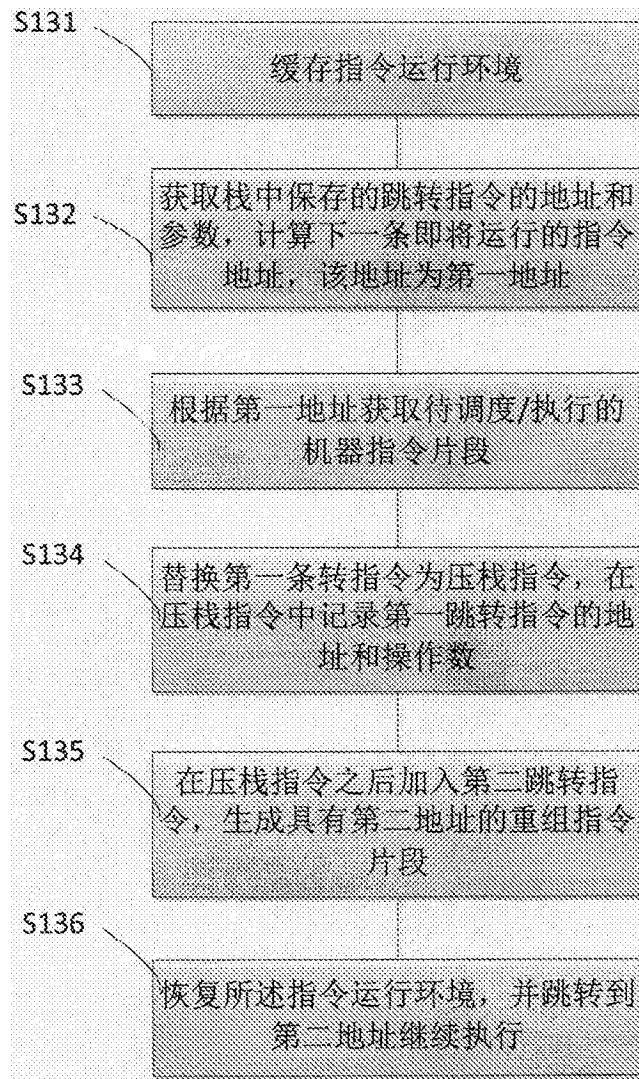 S131
缓存指令运行环境
S132
获取栈中保存的跳转指令的地址和
参数，计算下一条即将运行的指令
地址，该地址为第一地址
S133
根据第一地址获取待调度/执行的
机器指令片段
S134
替换第一条转指令为压栈指令，在
压栈指令中记录第一跳转指令的地
址和操作数
S135
在压栈指令之后加入第二跳转指
令，生成具有第二地址的重组指令
片段
S136
恢复所述指令运行环境，并跳转到
第二地址继续执行